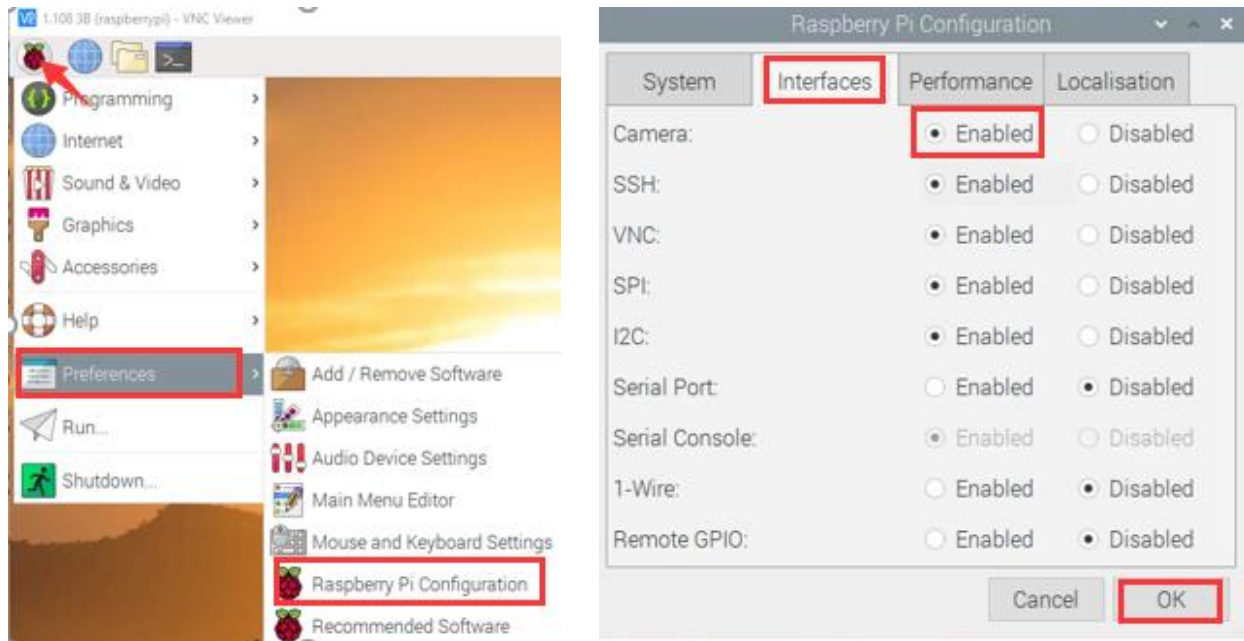 1.108 3B (raspberrypi) - VNC Viewer
Programming
Internet
Sound & Video
Graphics
Accessories
Help
Preferences
Run...
Shutdown...
Add / Remove Software
Appearance Settings
Audio Device Settings
Main Menu Editor
Mouse and Keyboard Settings
Raspberry Pi Configuration
Recommended Software
Raspberry Pi Configuration
System Interfaces Performance Localisation
Camera: Enabled Disabled
SSH: Enabled Disabled
VNC: Enabled Disabled
SPI: Enabled Disabled
I2C: Enabled Disabled
Serial Port: Enabled Disabled
Serial Console: Enabled Disabled
1-Wire: Enabled Disabled
Remote GPIO: Enabled Disabled
Cancel OK